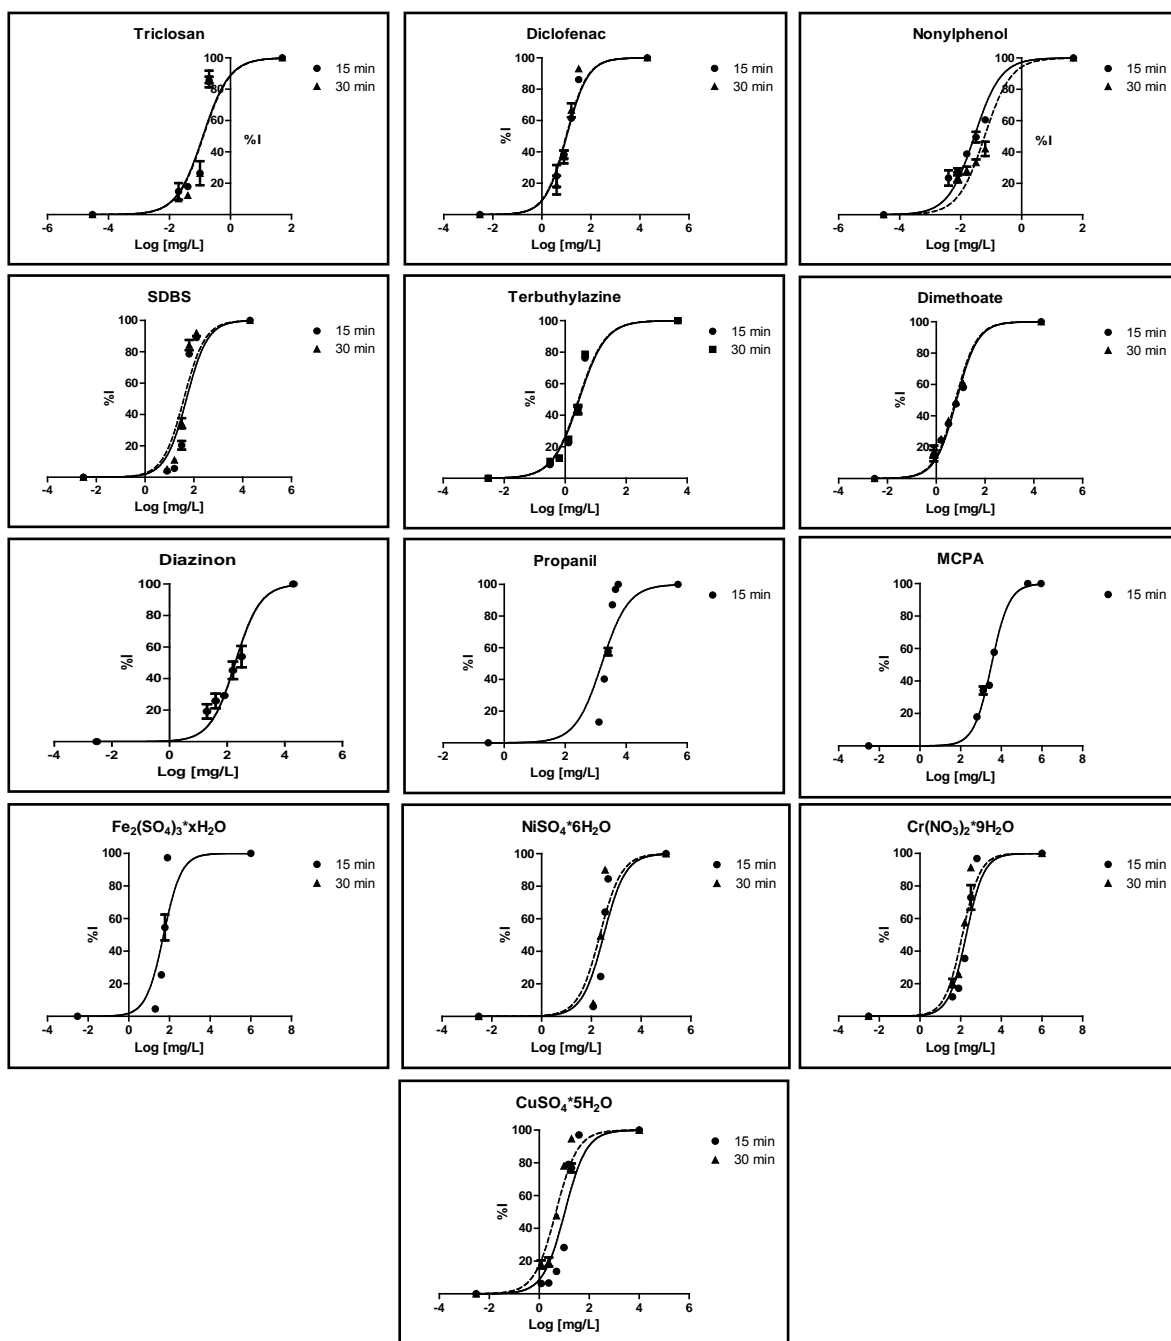 Triclosan
100
80
60
40
20
%I
15 min
30 min
-6 -4 -2 0 2
Log [mg/L]
Diclofenac
100
80
60
40
20
%I
15 min
30 min
-4 -2 0 2 4 6
Log [mg/L]
Nonylphenol
100
80
60
40
20
%I
15 min
30 min
-6 -4 -2 0 2
Log [mg/L]
SDBS
100
80
60
40
20
%I
15 min
30 min
-4 -2 0 2 4 6
Log [mg/L]
Terbuthylazine
100
80
60
40
20
%I
15 min
30 min
-4 -2 0 2 4
Log [mg/L]
Dimethoate
100
80
60
40
20
%I
15 min
30 min
-4 -2 0 2 4 6
Log [mg/L]
Diazinon
100
80
60
40
20
%I
-4 -2 0 2 4 6
Log [mg/L]
Propanil
100
80
60
40
20
%I
15 min
-2 0 2 4 6
Log [mg/L]
MCPA
100
80
60
40
20
%I
15 min
-4 -2 0 2 4 6 8
Log [mg/L]
Fe₂(SO₄)₃*xH₂O
100
80
60
40
20
%I
15 min
30 min
-4 -2 0 2 4 6 8
Log [mg/L]
NiSO₄*6H₂O
100
80
60
40
20
%I
15 min
30 min
-4 -2 0 2 4 6
Log [mg/L]
Cr(NO₃)₂*9H₂O
100
80
60
40
20
%I
15 min
30 min
-4 -2 0 2 4 6 8
Log [mg/L]
CuSO₄*5H₂O
100
80
60
40
20
%I
15 min
30 min
-4 -2 0 2 4 6
Log [mg/L]